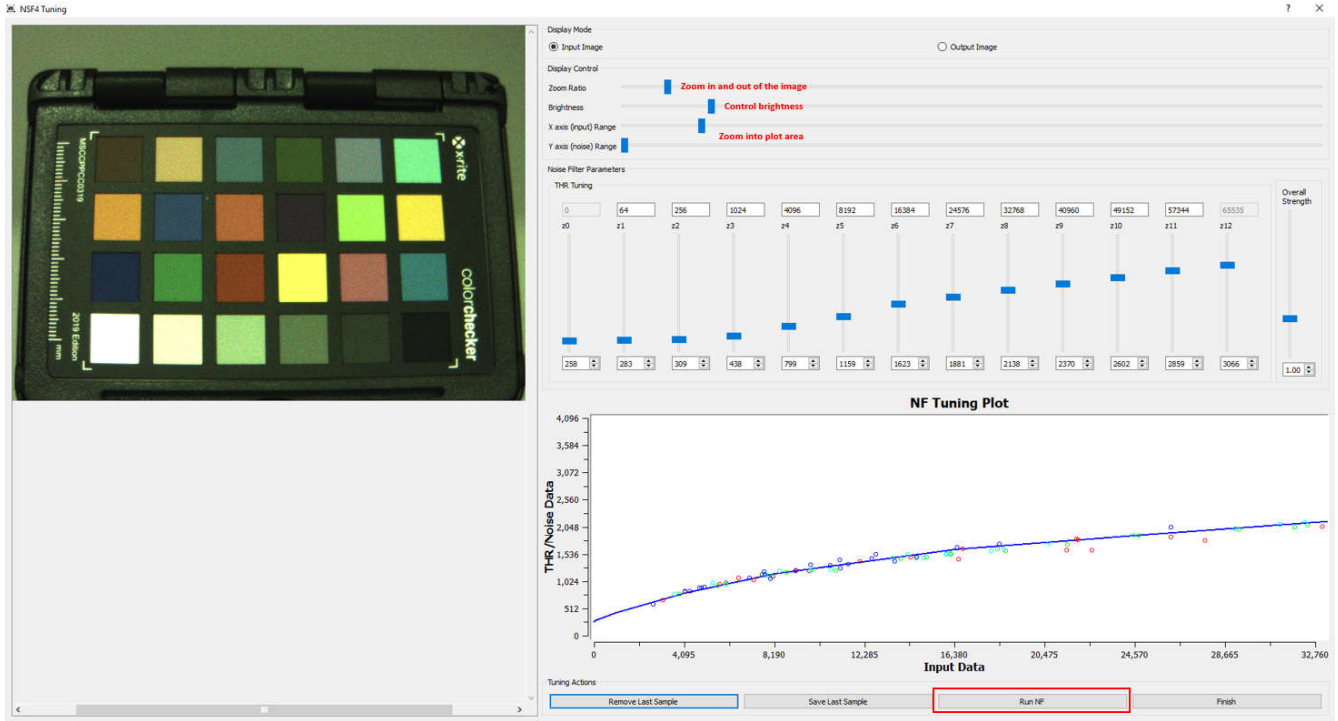 NSF4 Tuning
? ×
MSCCPPCC0319
x-rite
colorchecker
2019 Edition
mm
Display Mode
Input Image
Output Image
Display Control
Zoom Ratio
Zoom in and out of the image
Brightness
Control brightness
X axis (input) Range
Zoom into plot area
Y axis (noise) Range
Noise Filter Parameters
THR Tuning
Overall
Strength
0 64 256 1024 4096 8192 16384 24576 32768 40960 49152 57344 65535
z0 z1 z2 z3 z4 z5 z6 z7 z8 z9 z10 z11 z12
258 283 309 438 799 1159 1623 1881 2138 2370 2602 2859 3066 1.00
NF Tuning Plot
4,096
3,584
3,072
2,560
2,048
1,536
1,024
512
0
THR/Noise Data
0 4,095 8,190 12,285 16,380 20,475 24,570 28,665 32,760
Input Data
Tuning Actions
Remove Last Sample
Save Last Sample
Run NF
Finish